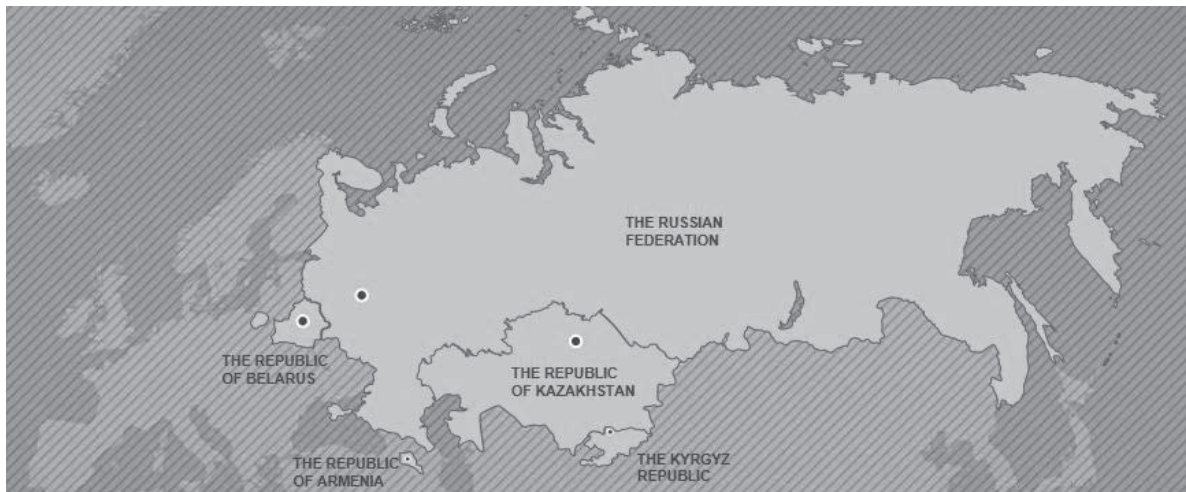 THE RUSSIAN
FEDERATION
THE REPUBLIC
OF BELARUS
THE REPUBLIC
OF KAZAKHSTAN
THE REPUBLIC
OF ARMENIA
THE KYRGYZ
REPUBLIC